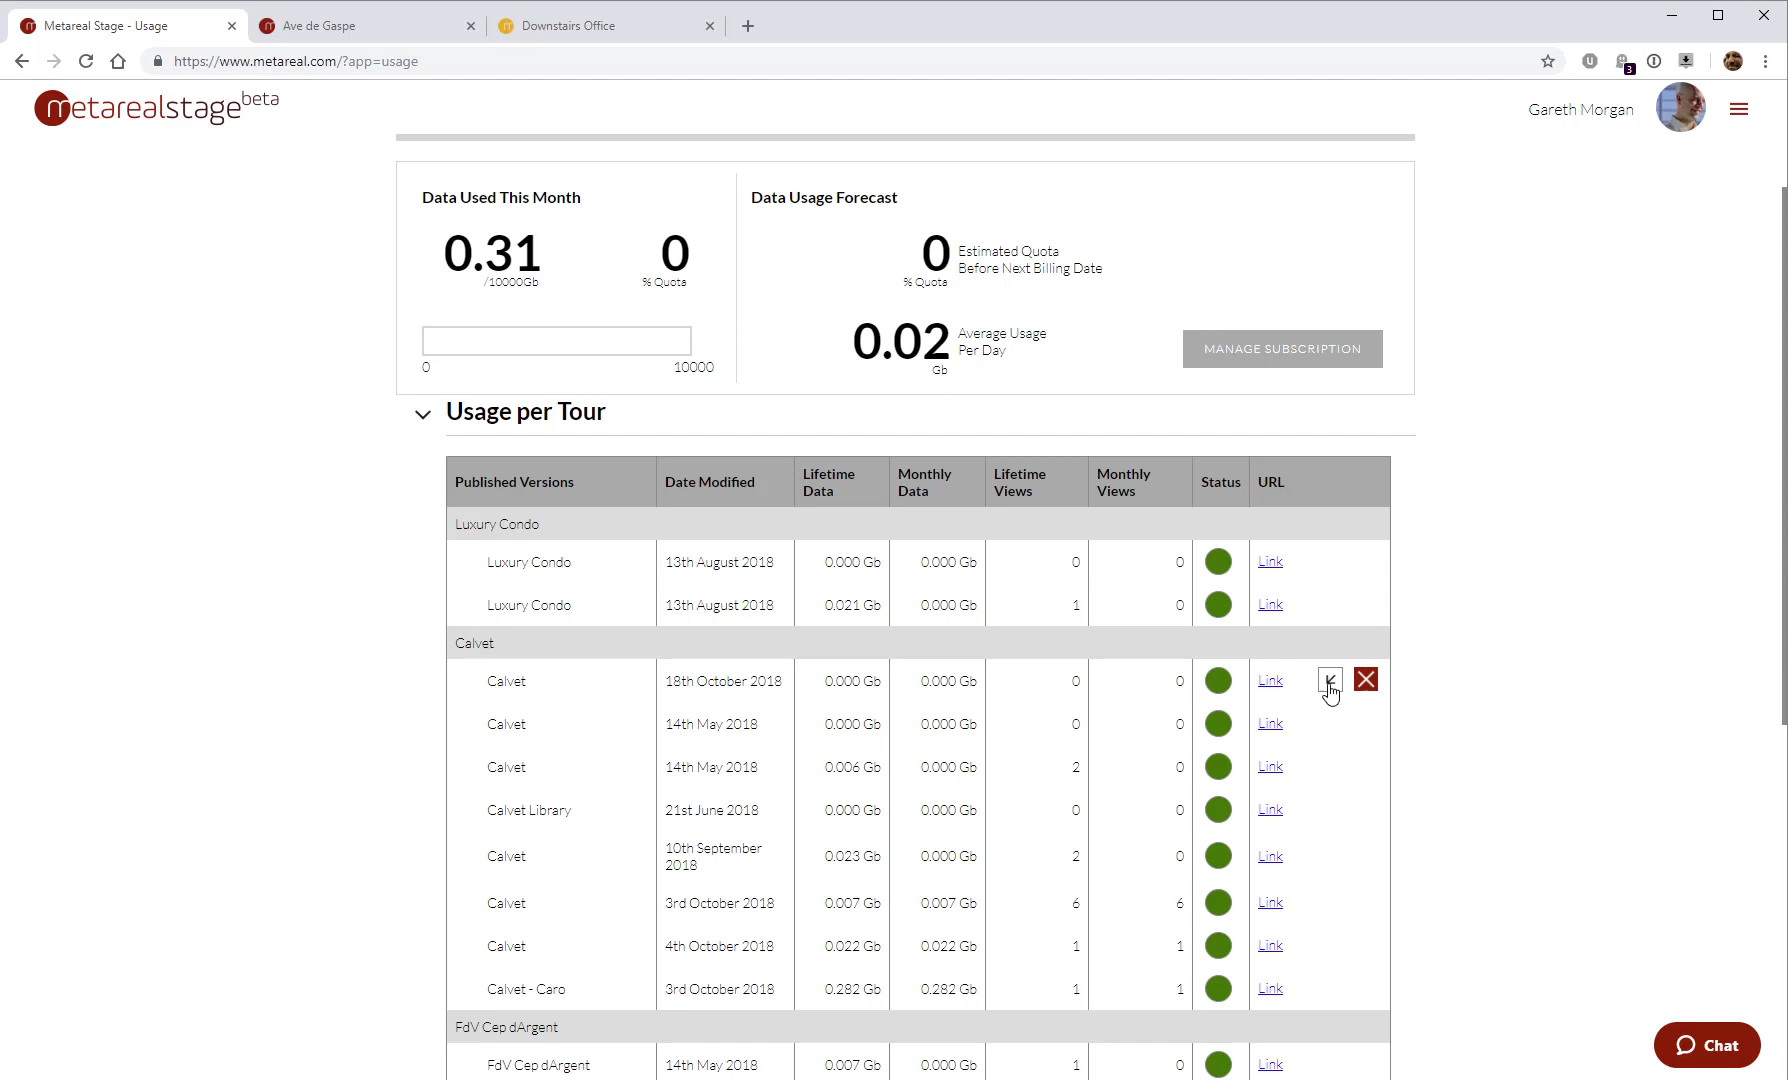 Metareal Stage - Usage
Ave de Gaspe
Downstairs Office
https://www.metareal.com/?app=usage
3
metarealstage beta
Gareth Morgan
Data Used This Month
0.31
/10000Gb
0
% Quota
0
10000
Data Usage Forecast
0
% Quota
Estimated Quota
Before Next Billing Date
0.02
Gb
Average Usage
Per Day
MANAGE SUBSCRIPTION
Usage per Tour
Published Versions Date Modified Lifetime Data Monthly Data Lifetime Views Monthly Views Status URL
Luxury Condo
Luxury Condo 13th August 2018 0.000 Gb 0.000 Gb 0 0 Link
Luxury Condo 13th August 2018 0.021 Gb 0.000 Gb 1 0 Link
Calvet
Calvet 18th October 2018 0.000 Gb 0.000 Gb 0 0 Link
Calvet 14th May 2018 0.000 Gb 0.000 Gb 0 0 Link
Calvet 14th May 2018 0.006 Gb 0.000 Gb 2 0 Link
Calvet Library 21st June 2018 0.000 Gb 0.000 Gb 0 0 Link
Calvet 10th September 2018 0.023 Gb 0.000 Gb 2 0 Link
Calvet 3rd October 2018 0.007 Gb 0.007 Gb 6 6 Link
Calvet 4th October 2018 0.022 Gb 0.022 Gb 1 1 Link
Calvet - Caro 3rd October 2018 0.282 Gb 0.282 Gb 1 1 Link
FdV Cep dArgent
FdV Cep dArgent 14th May 2018 0.007 Gb 0.000 Gb 1 0 Link
Chat